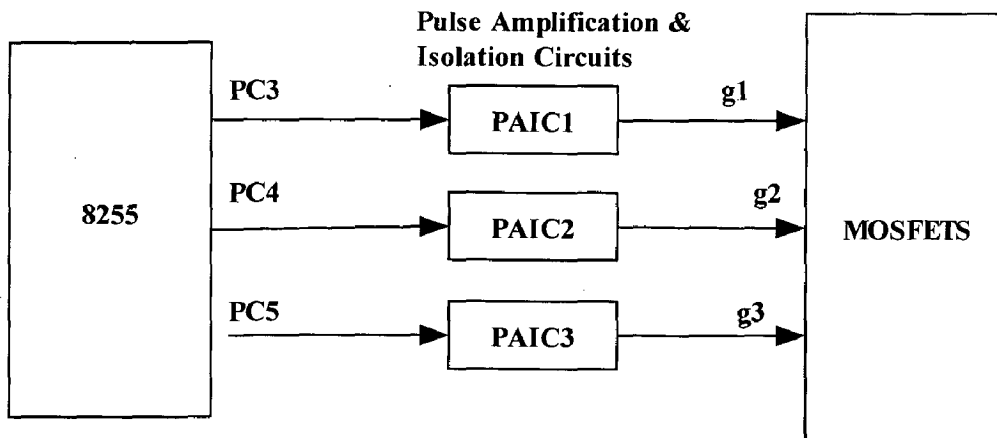 Pulse Amplification &
Isolation Circuits
PC3
PAIC1
g1
8255
PC4
PAIC2
g2
MOSFETS
PC5
PAIC3
g3